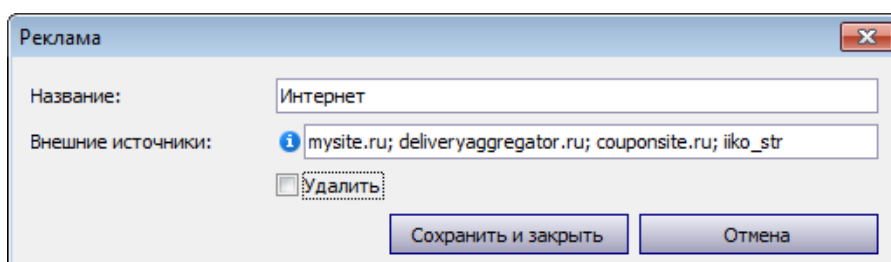 Реклама
Название: Интернет
Внешние источники: mysite.ru; deliveryaggregator.ru; couponsite.ru; iiko_str
Удалить
Сохранить и закрыть Отмена